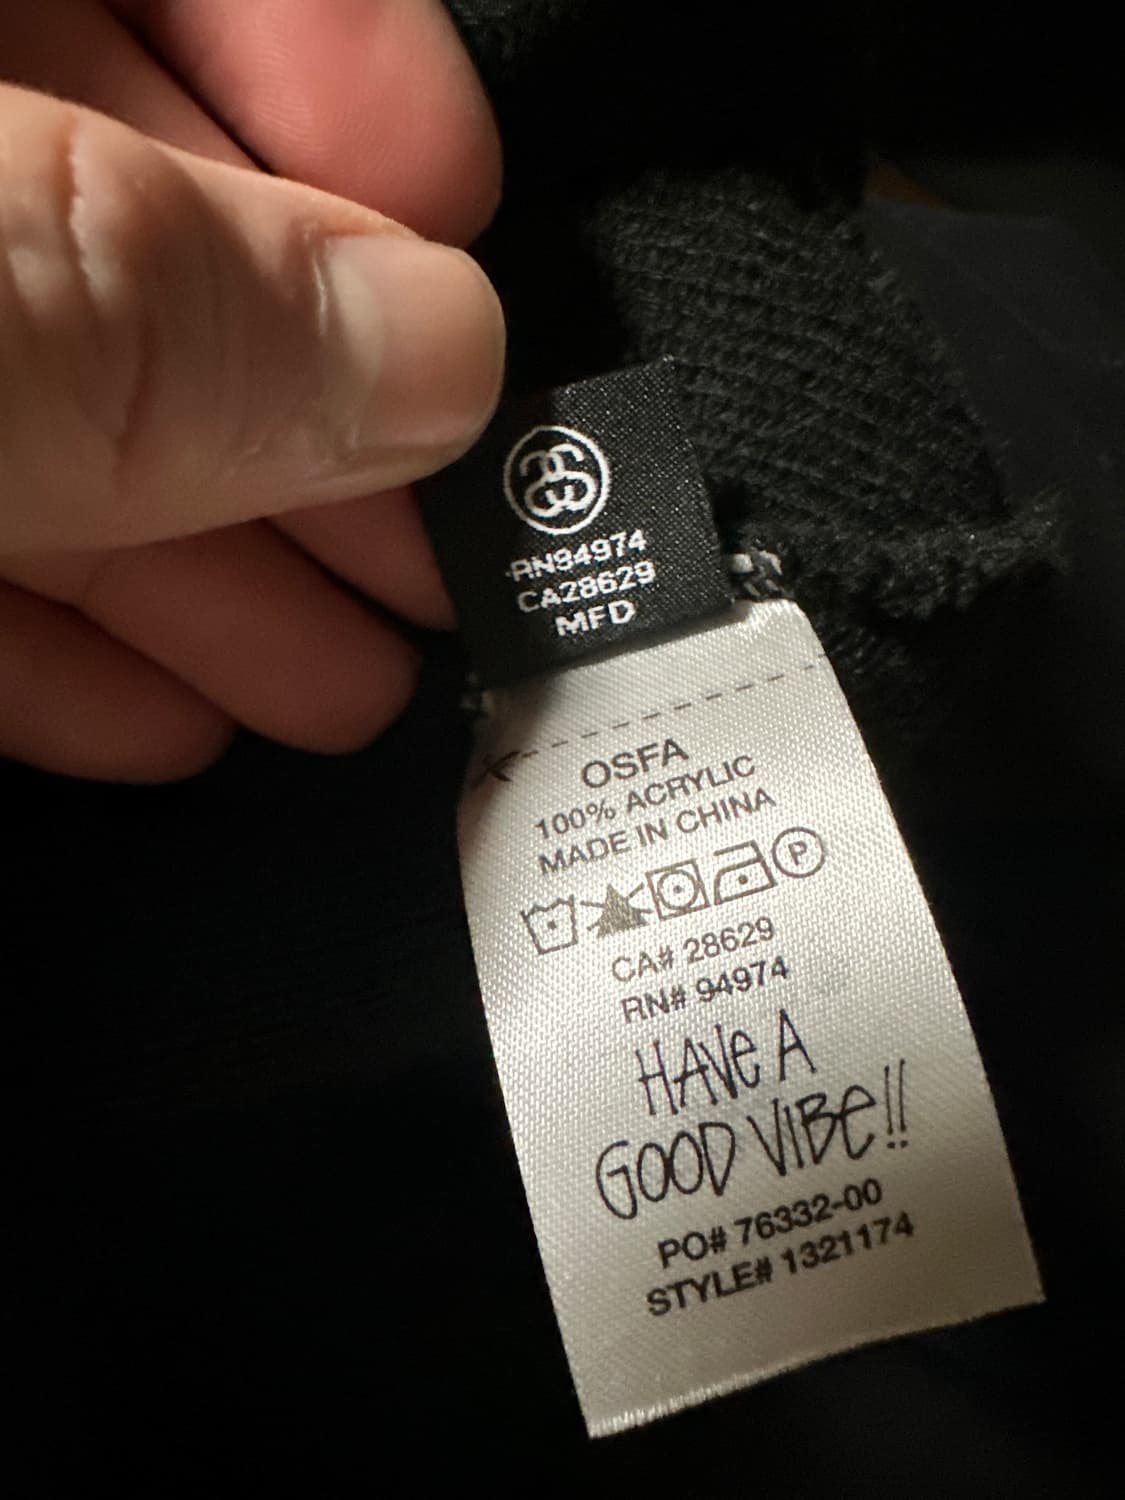 RN94974
CA28629
MFD
OSFA
100% ACRYLIC
MADE IN CHINA
P
CA# 28629
RN# 94974
HAVe A
GOOD VIBe!!
PO# 76332-00
STYLE# 1321174